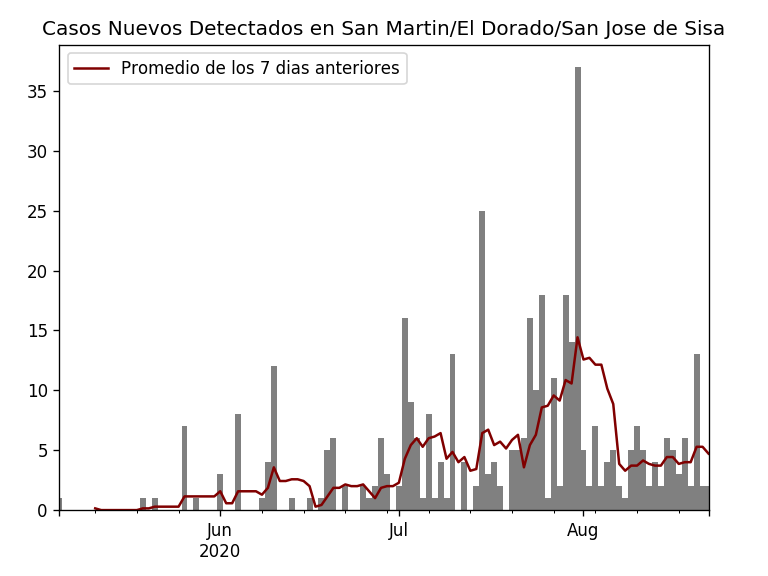 Casos Nuevos Detectados en San Martin/El Dorado/San Jose de Sisa
Promedio de los 7 dias anteriores
35
30
25
20
15
10
5
0
Jun
2020
Jul
Aug